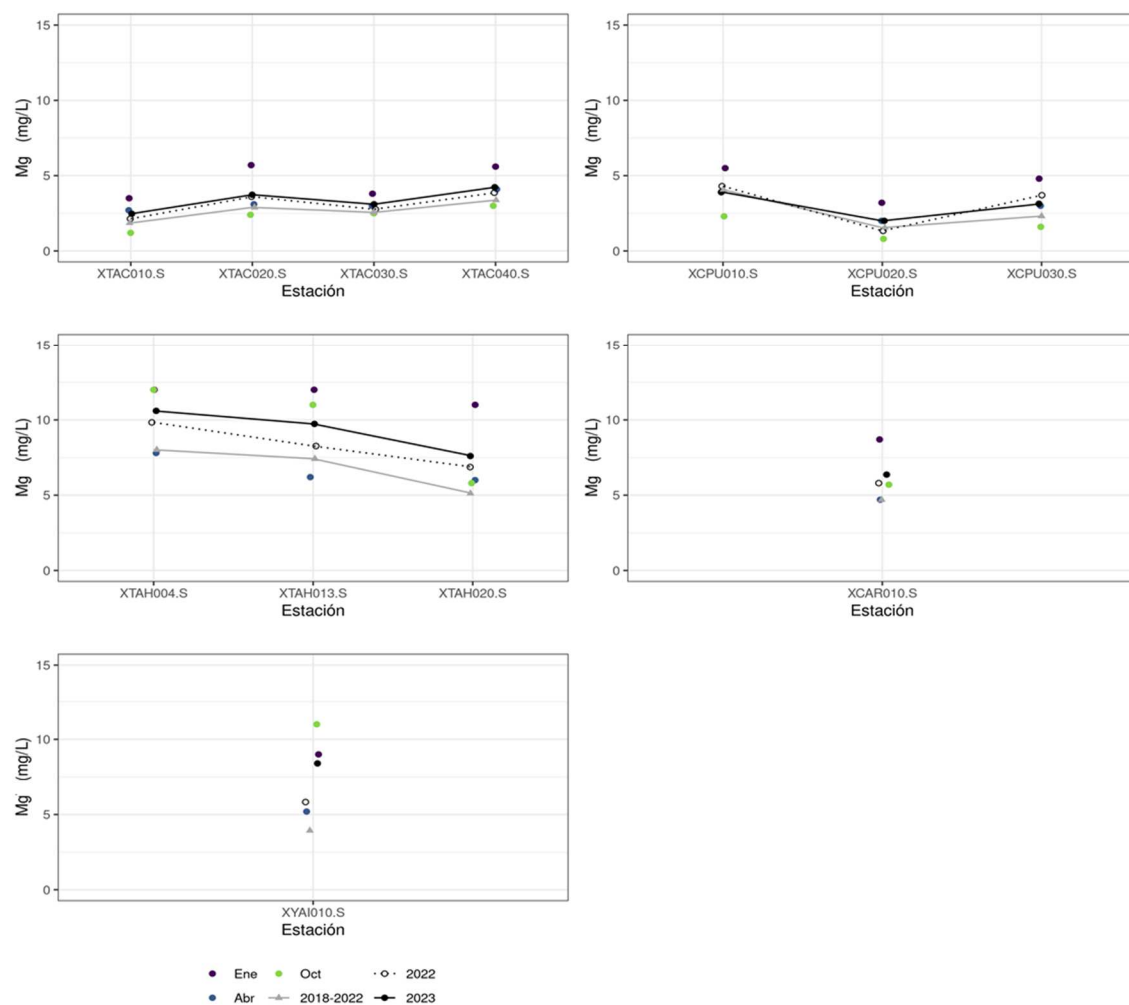 15
10
5
0
Mg (mg/L)
XTAC010.S XTAC020.S XTAC030.S XTAC040.S
Estación
15
10
5
0
Mg (mg/L)
XCPU010.S XCPU020.S XCPU030.S
Estación
15
10
5
0
Mg (mg/L)
XTAH004.S XTAH013.S XTAH020.S
Estación
15
10
5
0
Mg (mg/L)
XCAR010.S
Estación
15
10
5
0
Mg (mg/L)
XYAI010.S
Estación
Ene Oct 2022
Abr 2018-2022 2023